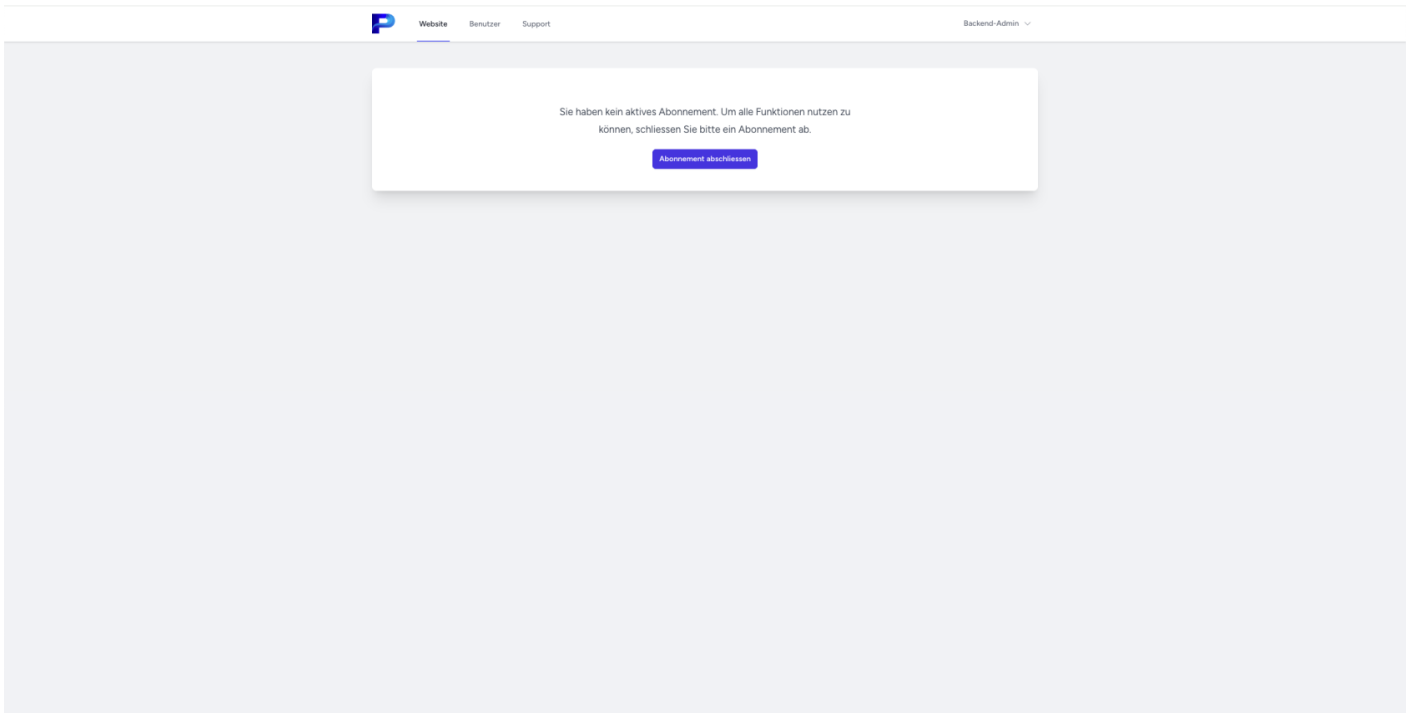 Website
Benutzer
Support
Backend-Admin
Sie haben kein aktives Abonnement. Um alle Funktionen nutzen zu
können, schliessen Sie bitte ein Abonnement ab.
Abonnement abschliessen